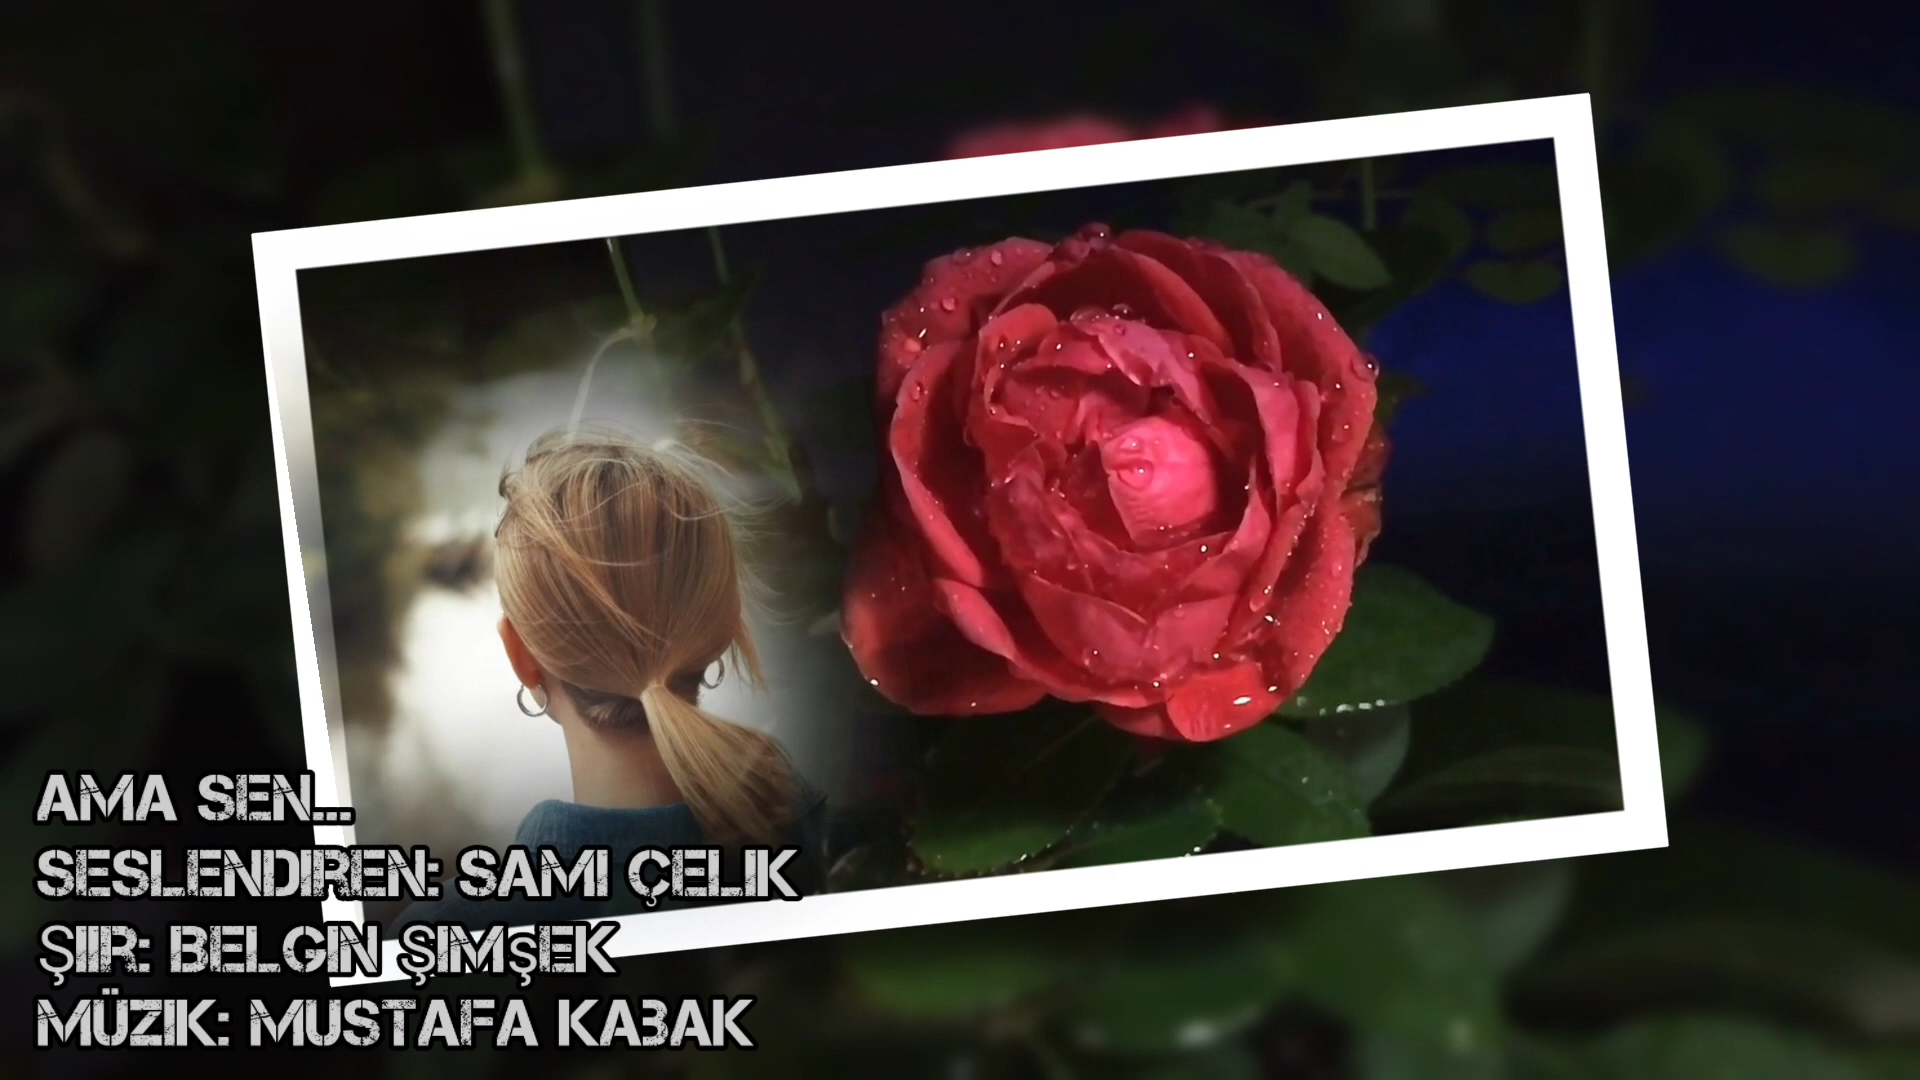 AMA SEN...
SESLENDIREN: SAMI ÇELIK
ŞIIR: BELGIN ŞIMŞEK
MÜZIK: MUSTAFA KABAK